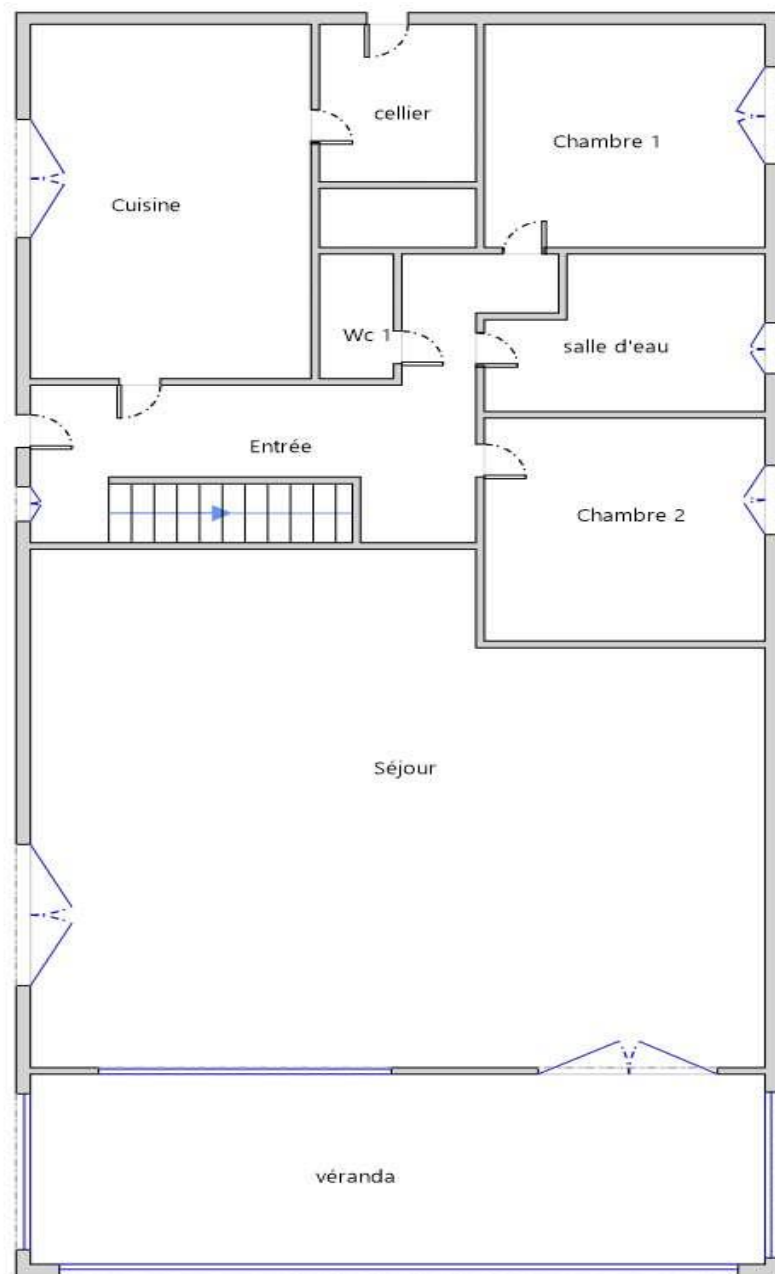 cellier
Chambre 1
Cuisine
Wc 1
salle d'eau
Entrée
Chambre 2
Séjour
véranda